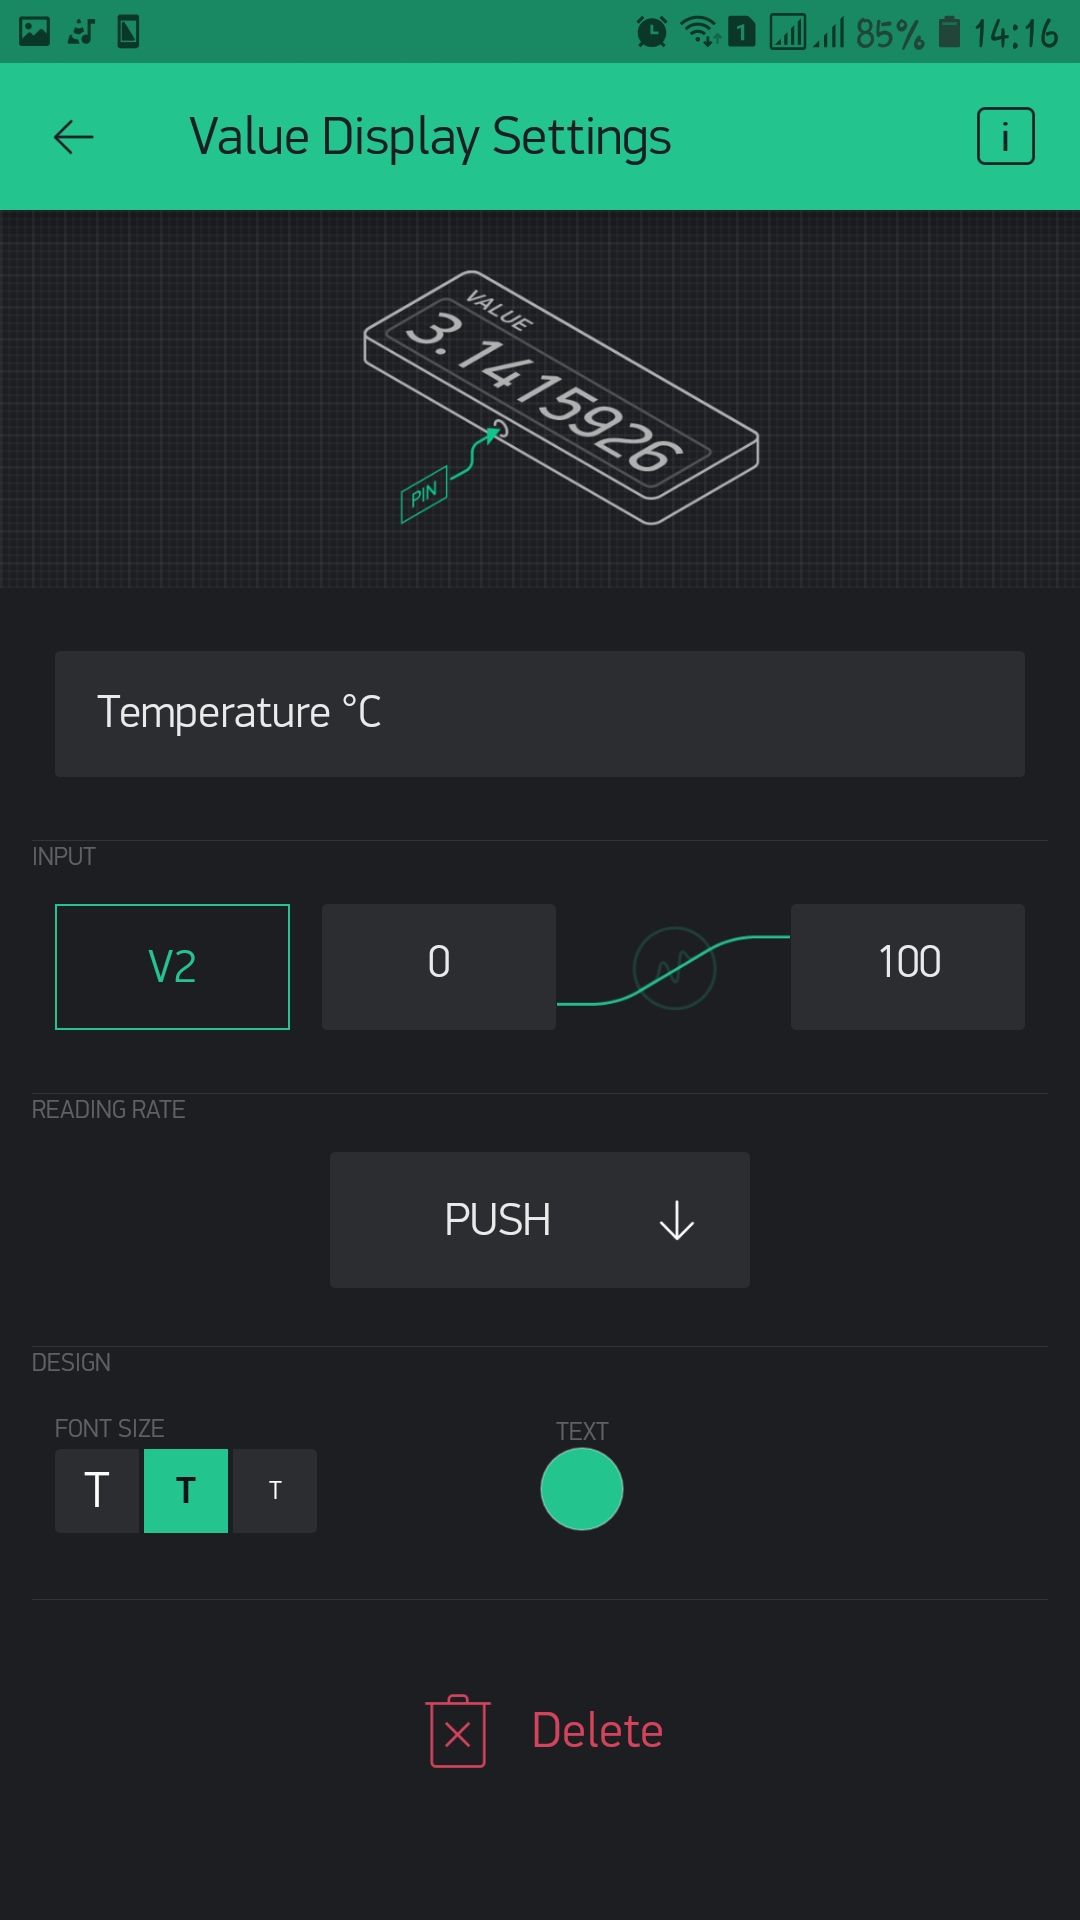 1 85% 14:16
Value Display Settings i
VALUE
3.1415926
PIN
Temperature °C
INPUT
V2 0 100
READING RATE
PUSH
DESIGN
FONT SIZE TEXT
T T T
Delete